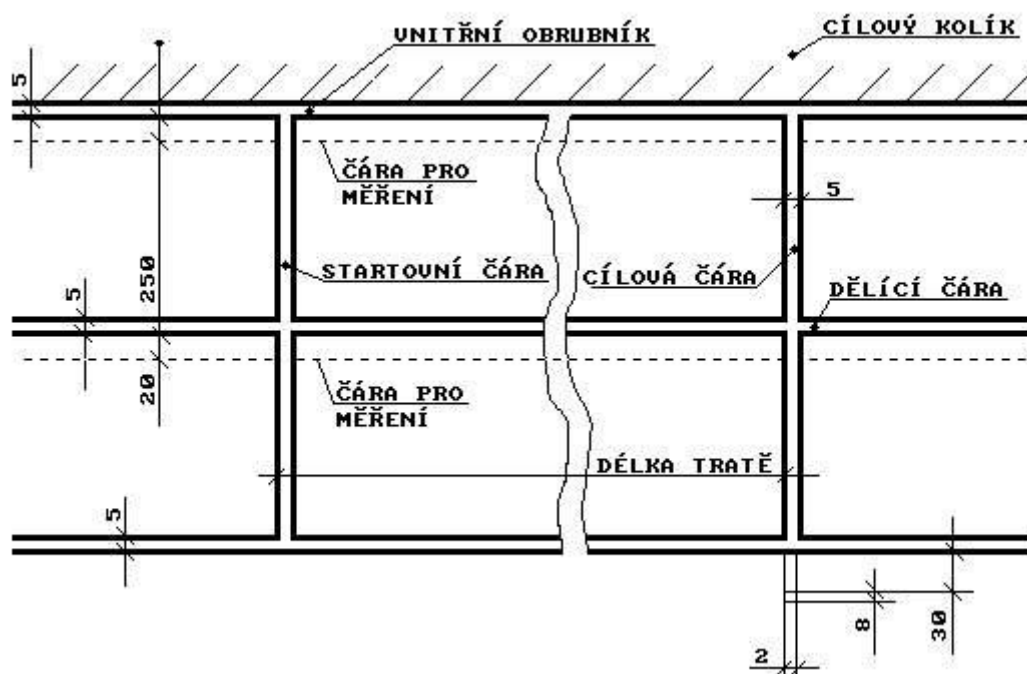 VNITŘNÍ OBRUBNÍK
CÍLOVÝ KOLÍK
5
ČÁRA PRO
MĚŘENÍ
5
STARTOVNÍ ČÁRA
CÍLOVÁ ČÁRA
250
5
DĚLÍCÍ ČÁRA
20
ČÁRA PRO
MĚŘENÍ
DÉLKA TRATĚ
5
8
30
2